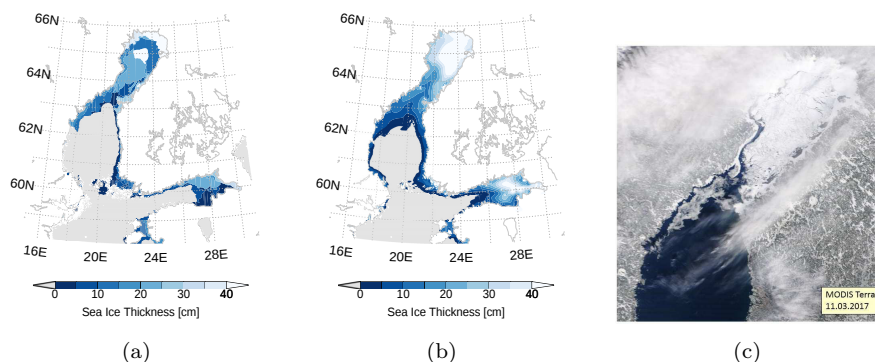 66N
64N
62N
60N
16E
20E
24E
28E
0
10
20
30
40
Sea Ice Thickness [cm]
(a)
66N
64N
62N
60N
16E
20E
24E
28E
0
10
20
30
40
Sea Ice Thickness [cm]
(b)
MODIS Terra
11.03.2017
(c)